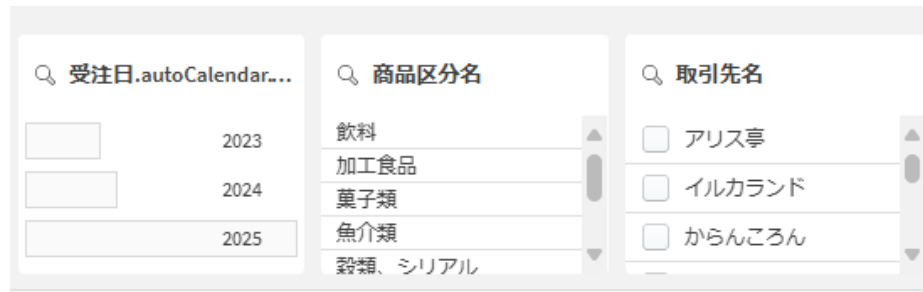 受注日.autoCalendar....
2023
2024
2025
商品区分名
飲料
加工食品
菓子類
魚介類
穀類、シリアル
取引先名
アリス亭
イルカランド
からんころん